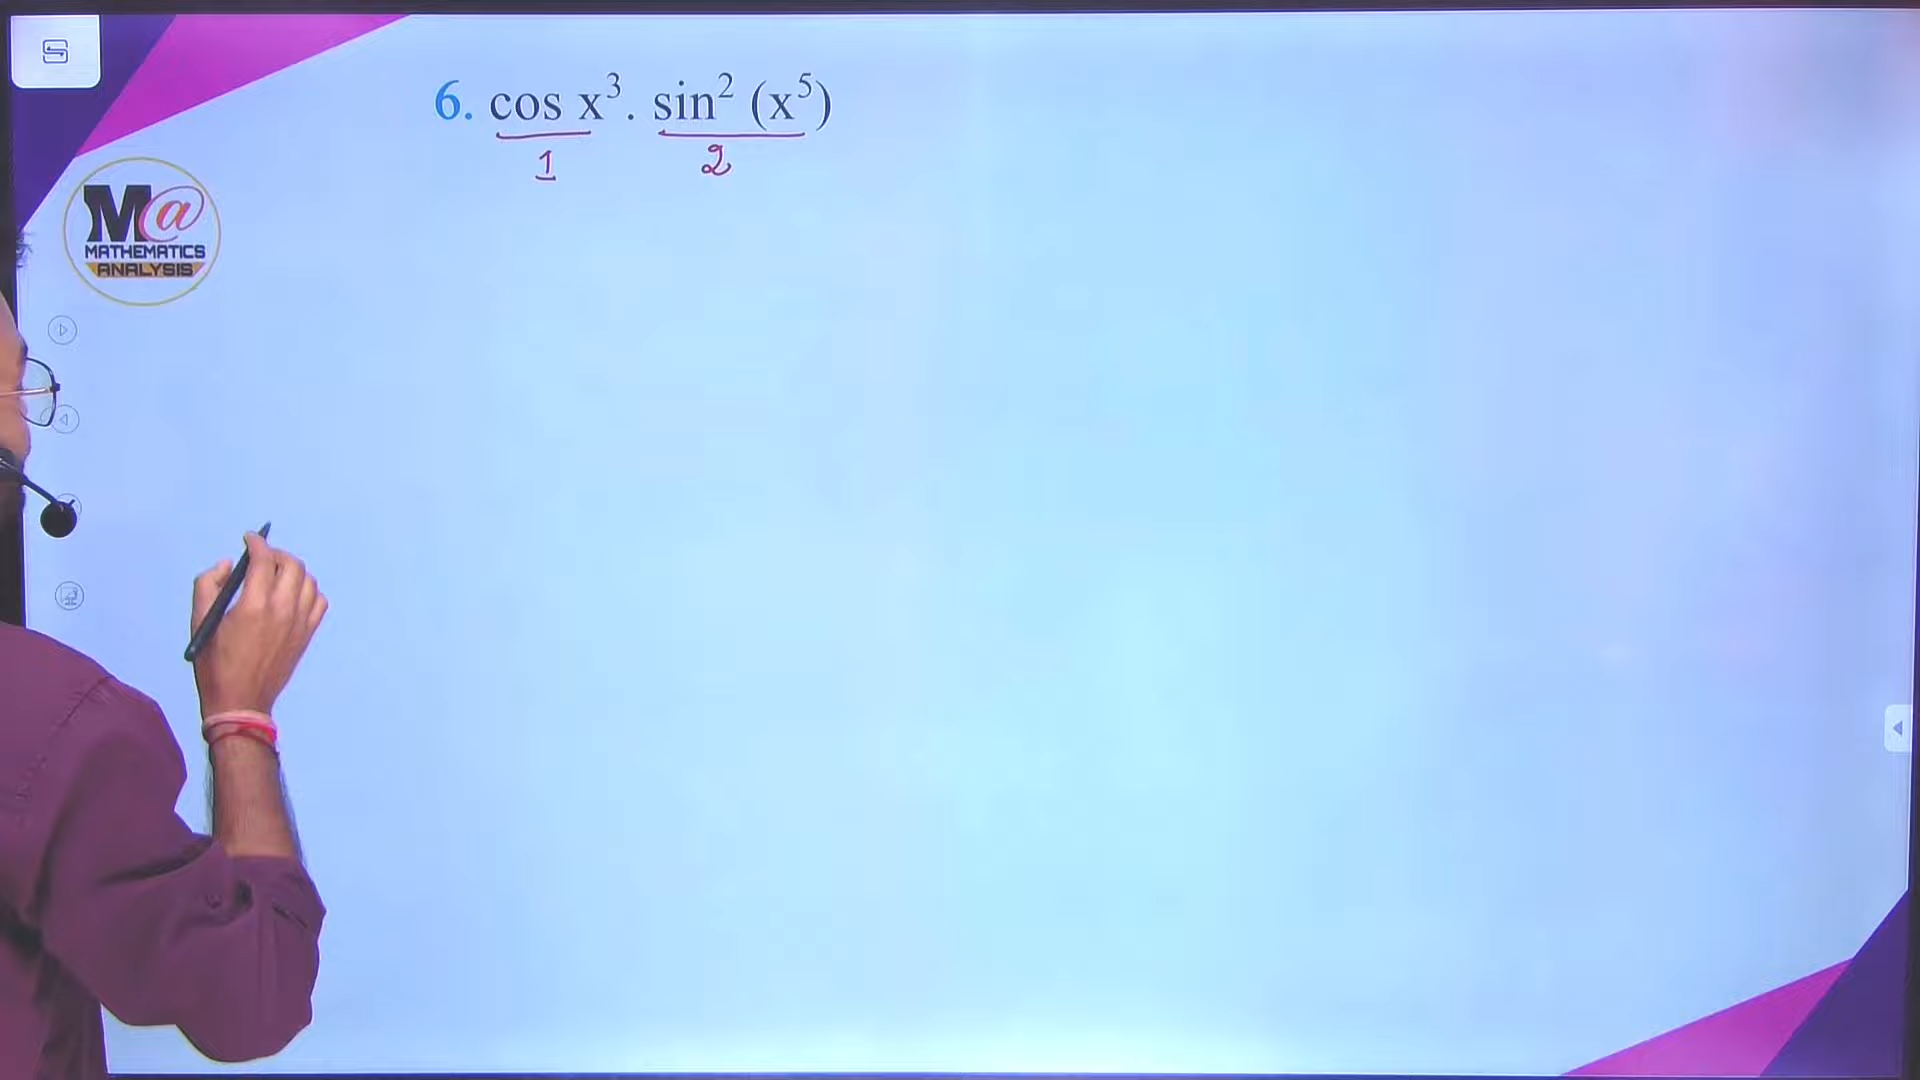 6. cos x³. sin² (x⁵)
1 2
M@
MATHEMATICS
ANALYSIS